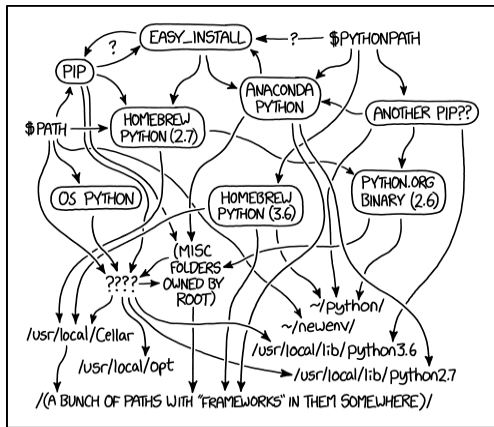 EASY_INSTALL
?
$PYTHONPATH
?
PIP
ANACONDA
PYTHON
ANOTHER PIP??
HOMEBREW
PYTHON (2.7)
$PATH
OS PYTHON
HOMEBREW
PYTHON
(3.6)
PYTHON.ORG
BINARY (2.6)
(MISC
FOLDERS
OWNED BY
ROOT)
????
~/python/
~/newenv/
/usr/local/Cellar
/usr/local/opt
/usr/local/lib/python3.6
/usr/local/lib/python2.7
/(A BUNCH OF PATHS WITH "FRAMEWORKS" IN THEM SOMEWHERE)/